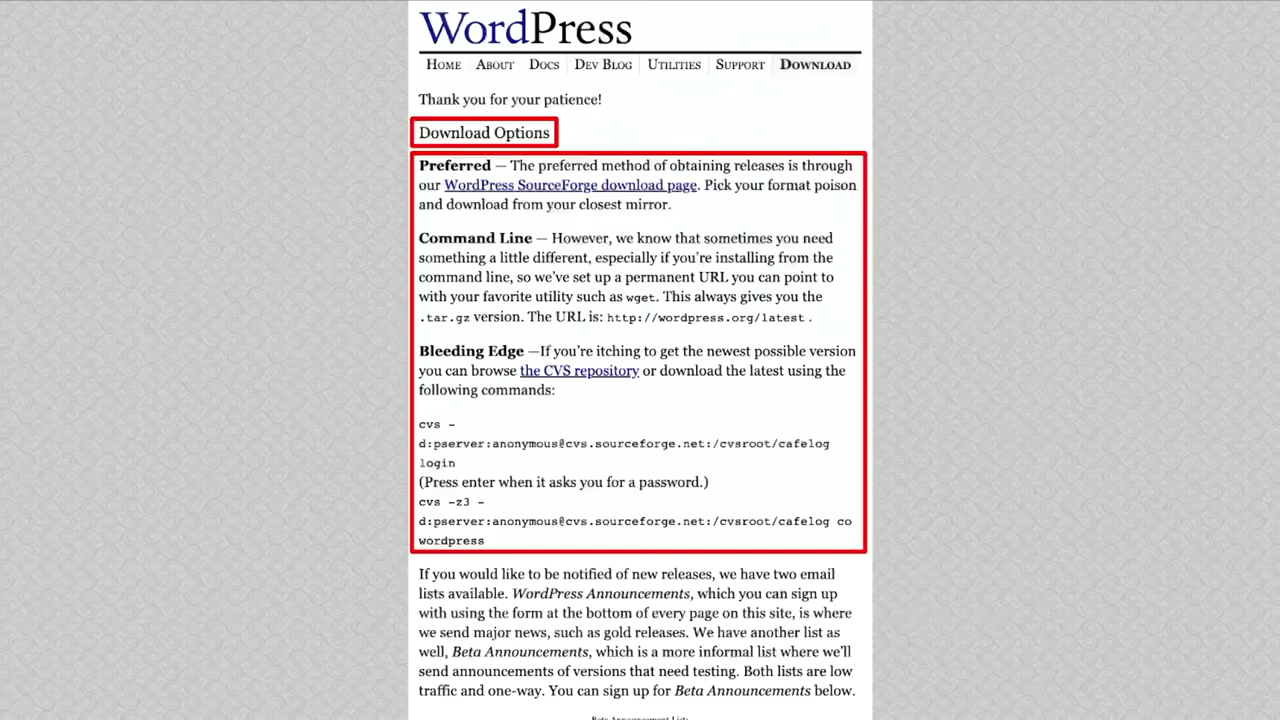 WordPress
HOME ABOUT DOCS DEV BLOG UTILITIES SUPPORT DOWNLOAD
Thank you for your patience!
Download Options
Preferred — The preferred method of obtaining releases is through
our WordPress SourceForge download page. Pick your format poison
and download from your closest mirror.
Command Line — However, we know that sometimes you need
something a little different, especially if you’re installing from the
command line, so we’ve set up a permanent URL you can point to
with your favorite utility such as wget. This always gives you the
.tar.gz version. The URL is: http://wordpress.org/latest .
Bleeding Edge —If you’re itching to get the newest possible version
you can browse the CVS repository or download the latest using the
following commands:
cvs -
d:pserver:anonymous@cvs.sourceforge.net:/cvsroot/cafelog
login
(Press enter when it asks you for a password.)
cvs -z3 -
d:pserver:anonymous@cvs.sourceforge.net:/cvsroot/cafelog co
wordpress
If you would like to be notified of new releases, we have two email
lists available. WordPress Announcements, which you can sign up
with using the form at the bottom of every page on this site, is where
we send major news, such as gold releases. We have another list as
well, Beta Announcements, which is a more informal list where we’ll
send announcements of versions that need testing. Both lists are low
traffic and one-way. You can sign up for Beta Announcements below.
Beta Announcement List: